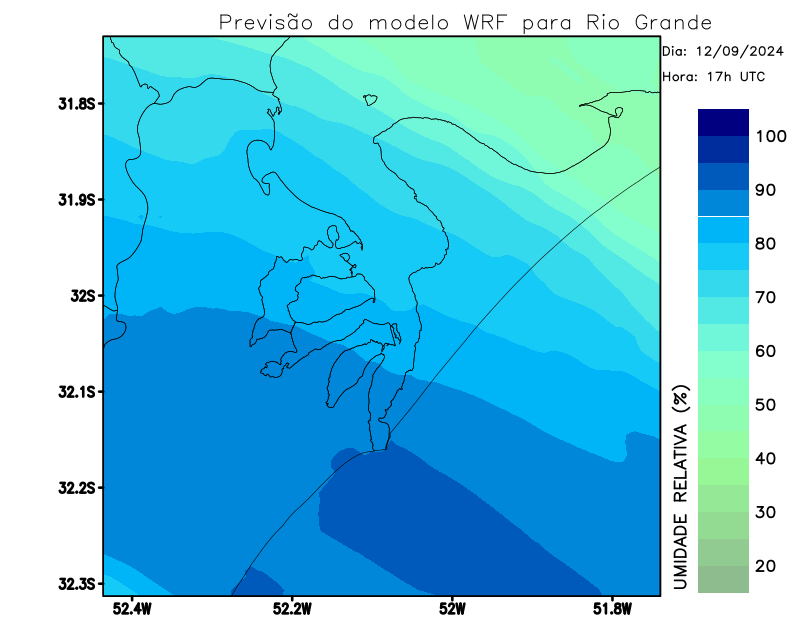 Previsão do modelo WRF para Rio Grande
Dia: 12/09/2024
Hora: 17h UTC
31.8S
31.9S
32S
32.1S
32.2S
32.3S
52.4W
52.2W
52W
51.8W
100
90
80
70
60
50
40
30
20
UMIDADE RELATIVA (%)